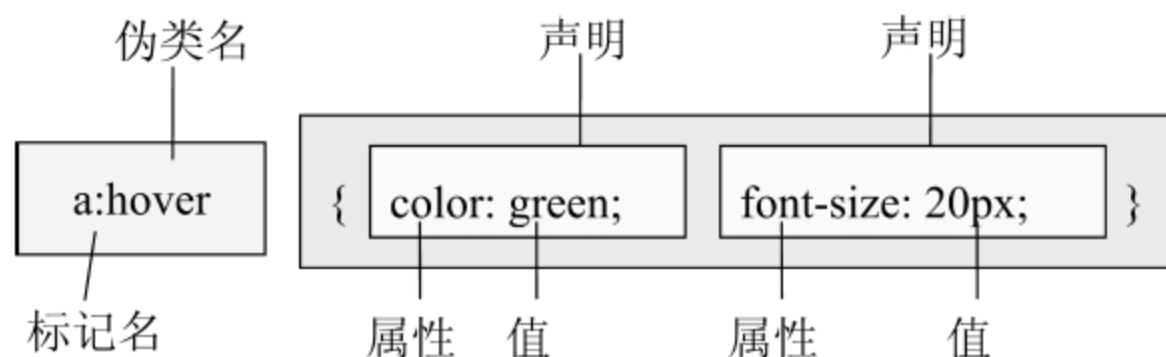 伪类名 声明 声明
a:hover { color: green; font-size: 20px; }
标记名 属性 值 属性 值